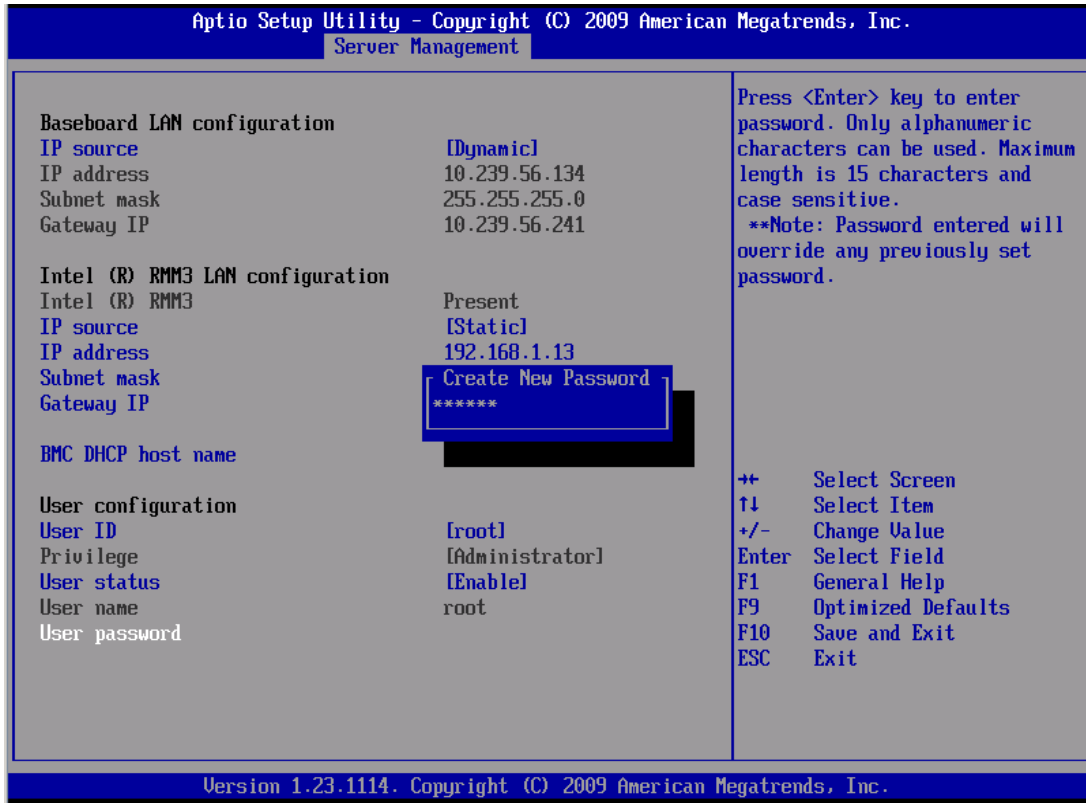 Aptio Setup Utility - Copyright (C) 2009 American Megatrends, Inc.
Server Management
Baseboard LAN configuration
IP source [Dynamic]
IP address 10.239.56.134
Subnet mask 255.255.255.0
Gateway IP 10.239.56.241
Intel (R) RMM3 LAN configuration
Intel (R) RMM3 Present
IP source [Static]
IP address 192.168.1.13
Subnet mask
Gateway IP
Create New Password
******
BMC DHCP host name
User configuration
User ID [root]
Privilege [Administrator]
User status [Enable]
User name root
User password
Press <Enter> key to enter
password. Only alphanumeric
characters can be used. Maximum
length is 15 characters and
case sensitive.
**Note: Password entered will
override any previously set
password.
→← Select Screen
↑↓ Select Item
+/- Change Value
Enter Select Field
F1 General Help
F9 Optimized Defaults
F10 Save and Exit
ESC Exit
Version 1.23.1114. Copyright (C) 2009 American Megatrends, Inc.